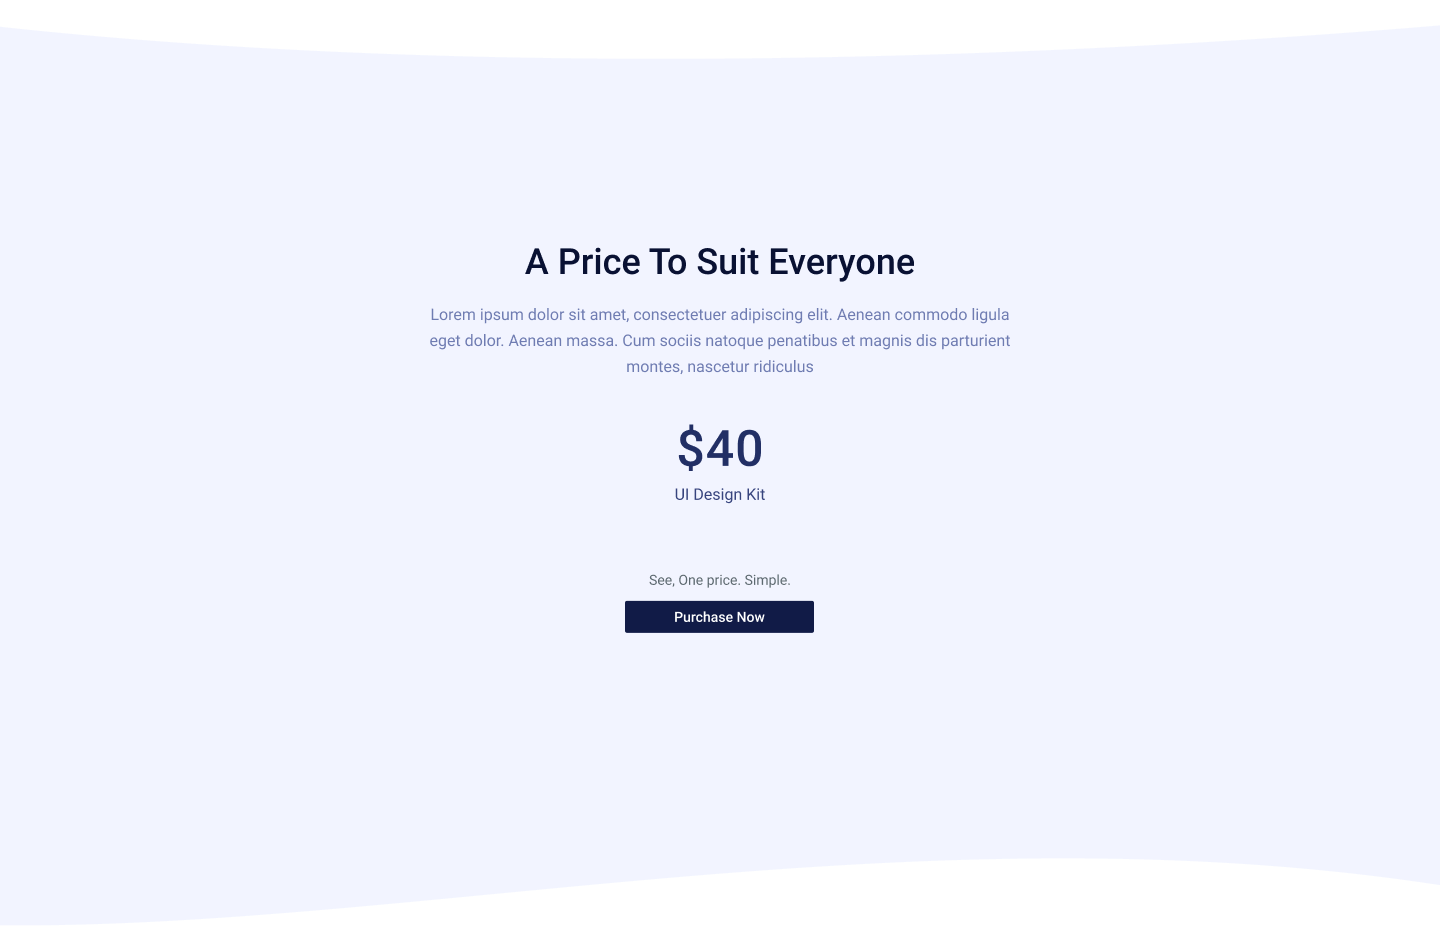 A Price To Suit Everyone
Lorem ipsum dolor sit amet, consectetuer adipiscing elit. Aenean commodo ligula
eget dolor. Aenean massa. Cum sociis natoque penatibus et magnis dis parturient
montes, nascetur ridiculus
$40
UI Design Kit
See, One price. Simple.
Purchase Now